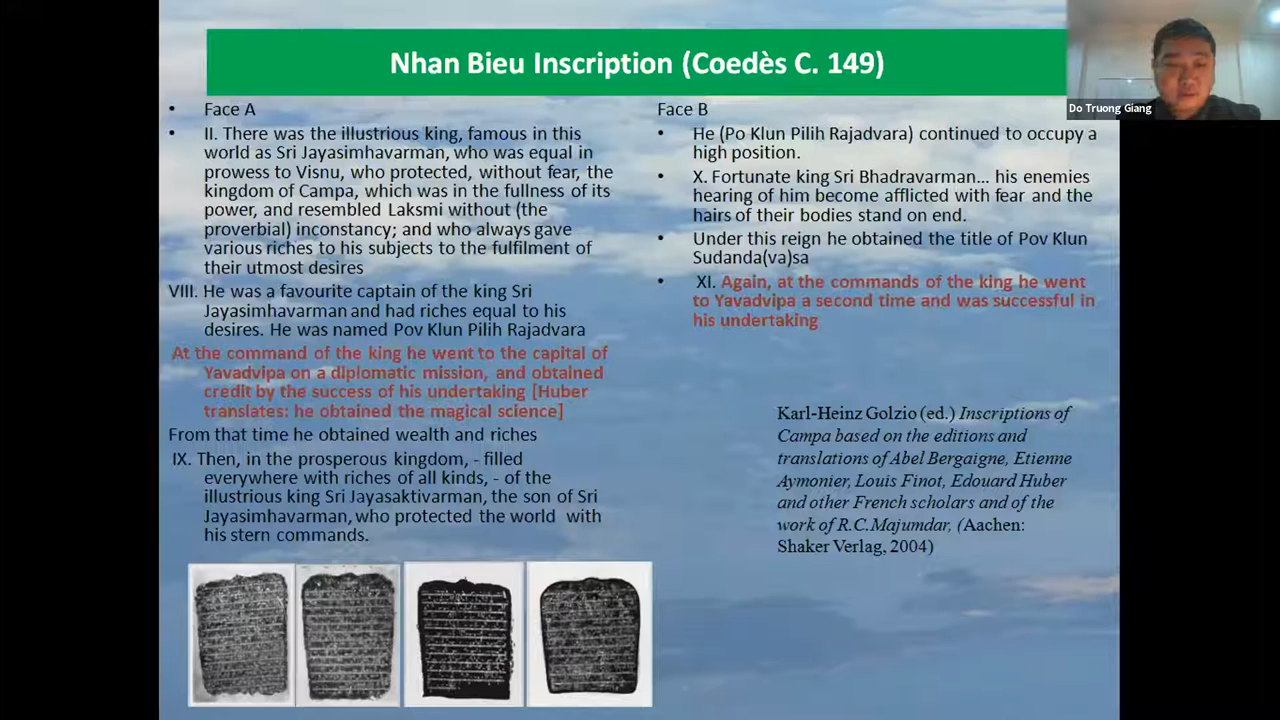 Nhan Bieu Inscription (Coedès C. 149)
Do Truong Giang
• Face A
• II. There was the illustrious king, famous in this
world as Sri Jayasimhavarman, who was equal in
prowess to Visnu, who protected, without fear, the
kingdom of Campa, which was in the fullness of its
power, and resembled Laksmi without (the
proverbial) inconstancy; and who always gave
various riches to his subjects to the fulfilment of
their utmost desires
VIII. He was a favourite captain of the king Sri
Jayasimhavarman and had riches equal to his
desires. He was named Pov Klun Pilih Rajadvara
At the command of the king he went to the capital of
Yavadvipa on a diplomatic mission, and obtained
credit by the success of his undertaking [Huber
translates: he obtained the magical science]
From that time he obtained wealth and riches
IX. Then, in the prosperous kingdom, - filled
everywhere with riches of all kinds, - of the
illustrious king Sri Jayasaktivarman, the son of Sri
Jayasimhavarman, who protected the world with
his stern commands.
Face B
• He (Po Klun Pilih Rajadvara) continued to occupy a
high position.
• X. Fortunate king Sri Bhadravarman... his enemies
hearing of him become afflicted with fear and the
hairs of their bodies stand on end.
• Under this reign he obtained the title of Pov Klun
Sudanda(va)sa
• XI. Again, at the commands of the king he went
to Yavadvipa a second time and was successful in
his undertaking
Karl-Heinz Golzio (ed.) Inscriptions of
Campa based on the editions and
translations of Abel Bergaigne, Etienne
Aymonier, Louis Finot, Edouard Huber
and other French scholars and of the
work of R.C.Majumdar, (Aachen:
Shaker Verlag, 2004)